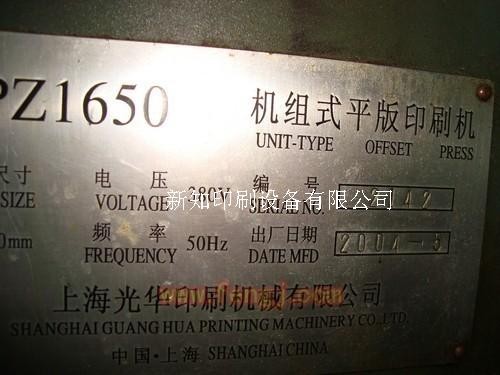 PZ1650 机组式平版印刷机
UNIT-TYPE OFFSET PRESS
尺寸 电压 380V 编号
SIZE VOLTAGE SERIAL NO.
新知印刷设备有限公司
0mm 频率 50Hz 出厂日期 2004-5
FREQUENCY DATE MFD
上海光华印刷机械有限公司
SHANGHAI GUANG HUA PRINTING MACHINERY CO.,LTD.
中国·上海 SHANGHAI CHINA